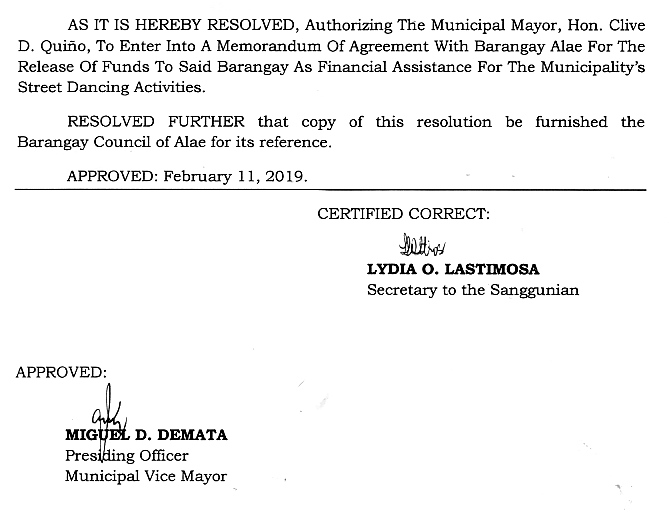 AS IT IS HEREBY RESOLVED, Authorizing The Municipal Mayor, Hon. Clive
D. Quiño, To Enter Into A Memorandum Of Agreement With Barangay Alae For The
Release Of Funds To Said Barangay As Financial Assistance For The Municipality's
Street Dancing Activities.
RESOLVED FURTHER that copy of this resolution be furnished the
Barangay Council of Alae for its reference.
APPROVED: February 11, 2019.
CERTIFIED CORRECT:
LYDIA O. LASTIMOSA
Secretary to the Sanggunian
APPROVED:
MIGUEL D. DEMATA
Presiding Officer
Municipal Vice Mayor